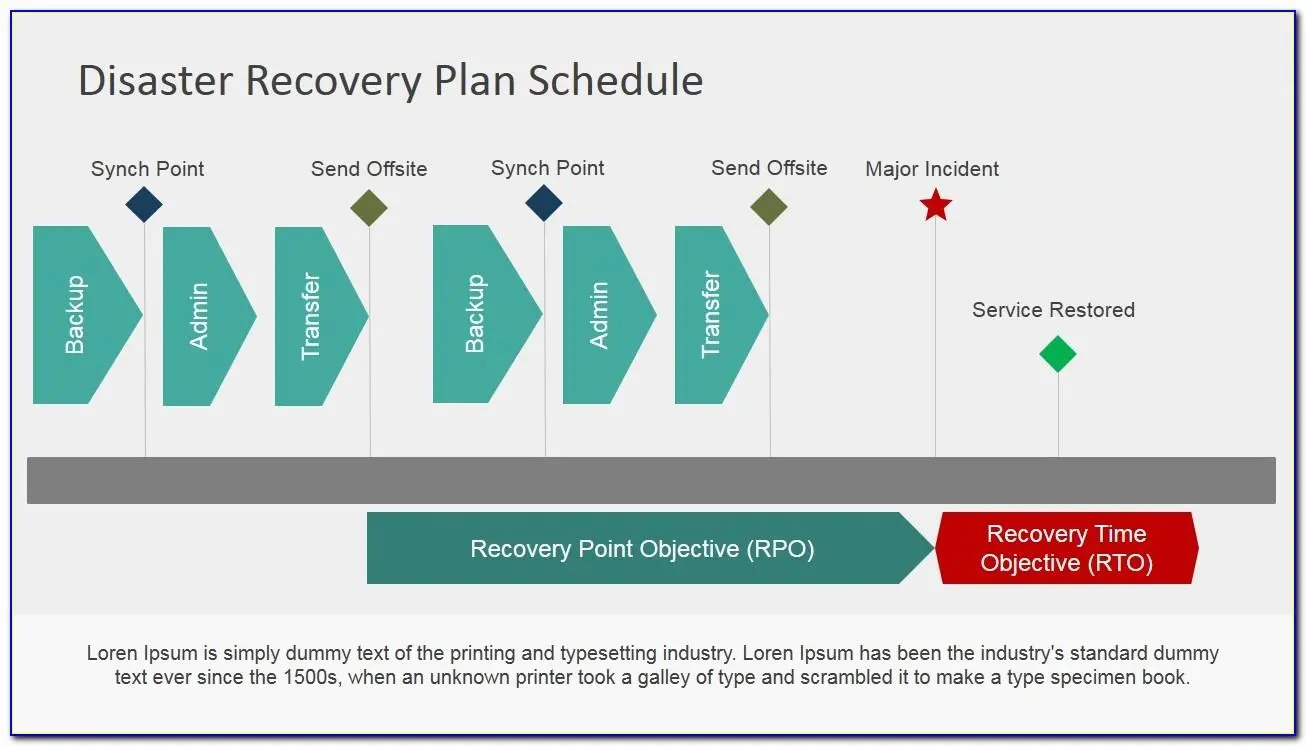 Disaster Recovery Plan Schedule
Synch Point
Send Offsite
Synch Point
Send Offsite
Major Incident
Backup
Admin
Transfer
Backup
Admin
Transfer
Service Restored
Recovery Point Objective (RPO)
Recovery Time
Objective (RTO)
Loren Ipsum is simply dummy text of the printing and typesetting industry. Loren Ipsum has been the industry's standard dummy
text ever since the 1500s, when an unknown printer took a galley of type and scrambled it to make a type specimen book.